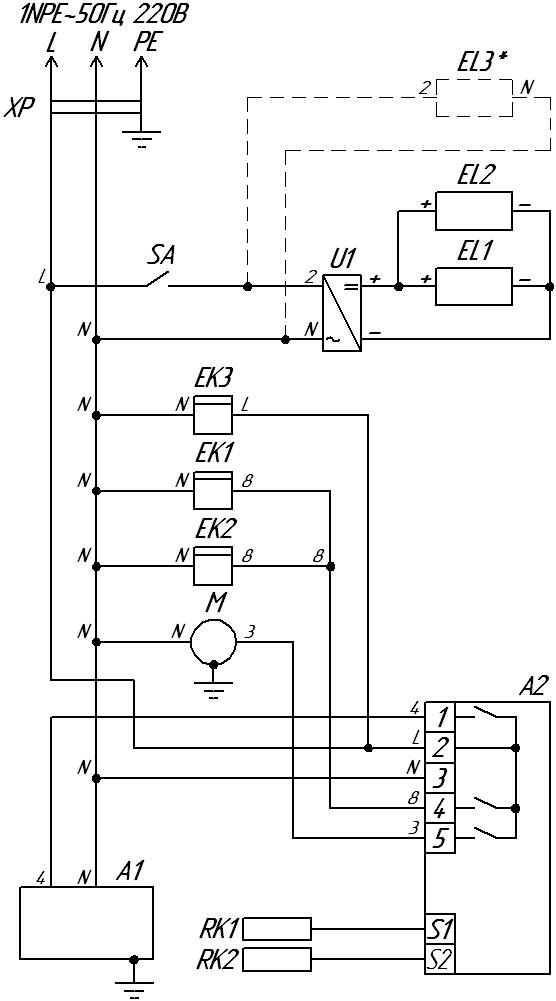 1NPE~50Гц 220В
L N PE
XP
EL3*
2 N
EL2
+ -
SA U1 EL1
L 2 + + -
N N ~ = -
EK3
N N L
EK1
N N 8
EK2
N N 8 8
M
N N 3
A2
4 1
L 2
N N 3
8 4
3 5
A1
4 N
RK1 S1
RK2 S2